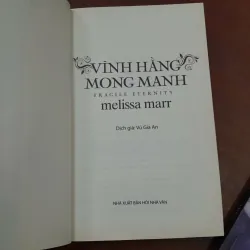 VĨNH HẰNG
MONG MANH
FRAGILE ETERNITY
melissa marr
Dịch giả: Vũ Gia An
NHÀ XUẤT BẢN HỘI NHÀ VĂN